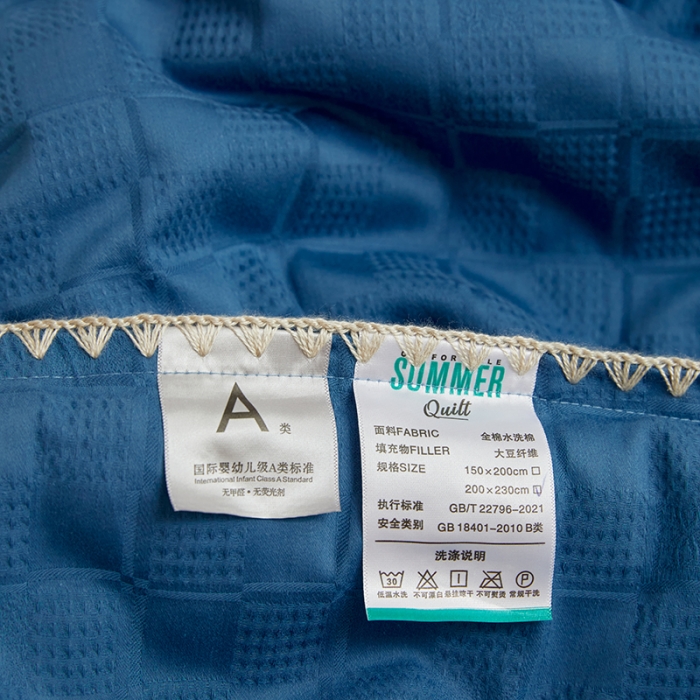 A 类
国际婴幼儿级A类标准
International Infant Class A Standard
无甲醛·无荧光剂
SUMMER
Quilt
面料FABRIC 全棉水洗棉
填充物FILLER 大豆纤维
规格SIZE 150×200cm
200×230cm
执行标准 GB/T 22796-2021
安全类别 GB 18401-2010 B类
洗涤说明
30 P
低温水洗 不可漂白 悬挂晾干 不可熨烫 常规干洗